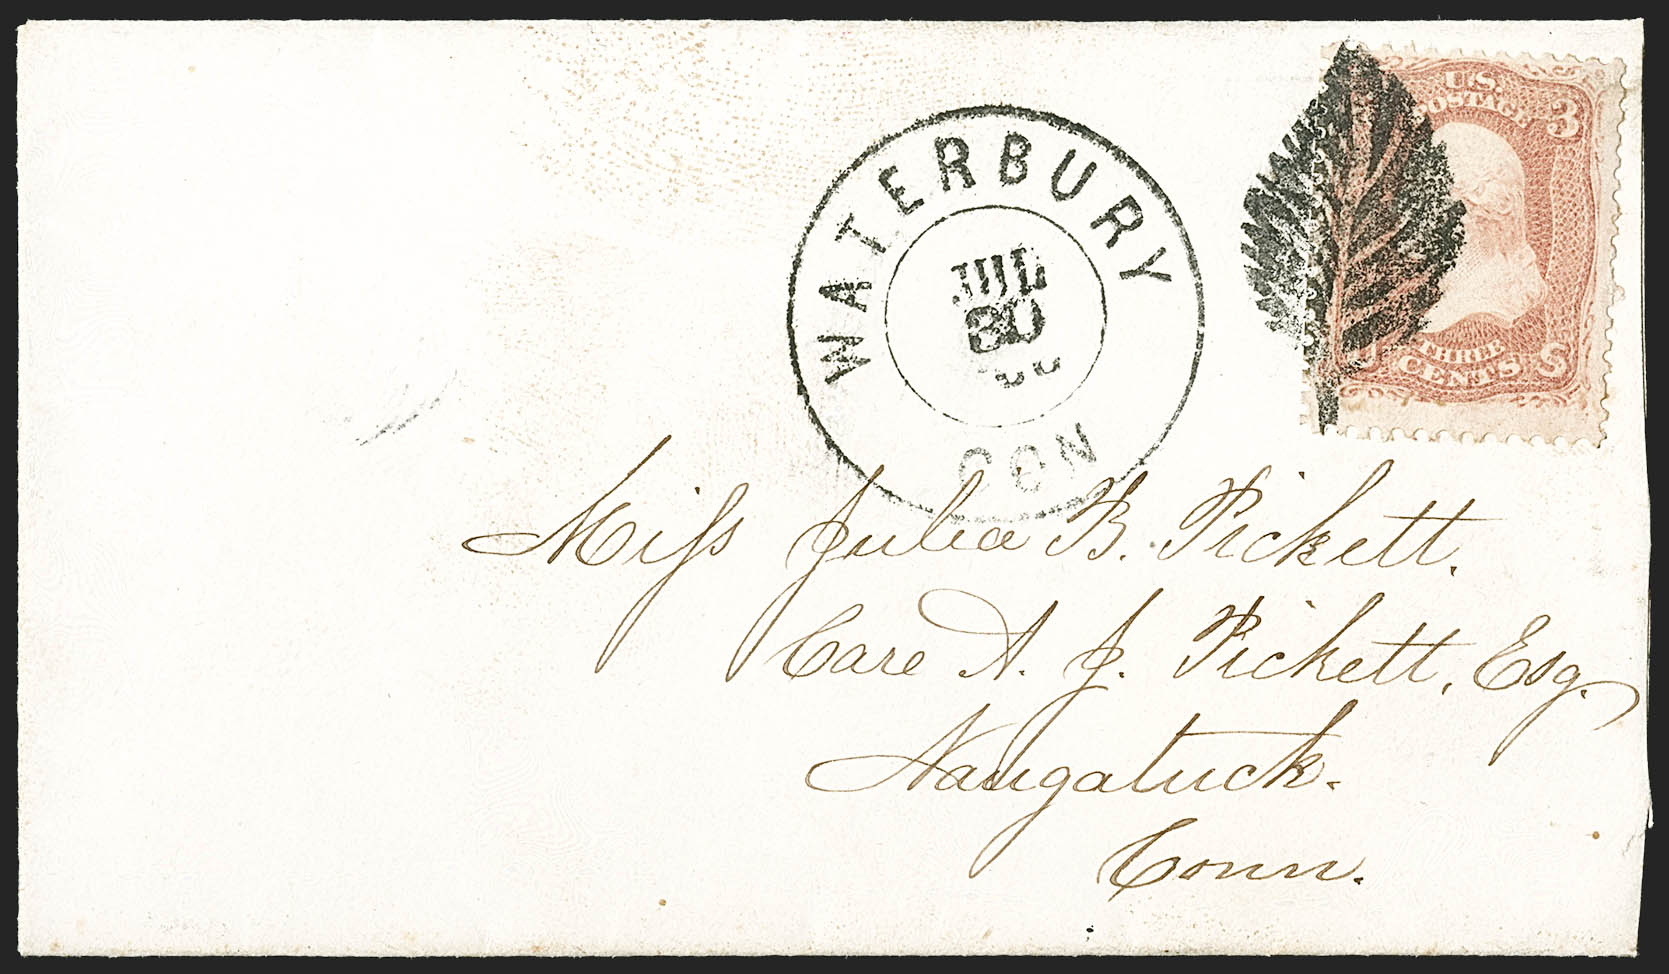 U.S.
POSTAGE
3
THREE
CENTS
WATERBURY
JUL
30
CON
Miſs Julia B. Pickett.
Care A. J. Pickett, Esq.
Naugatuck.
Conn.